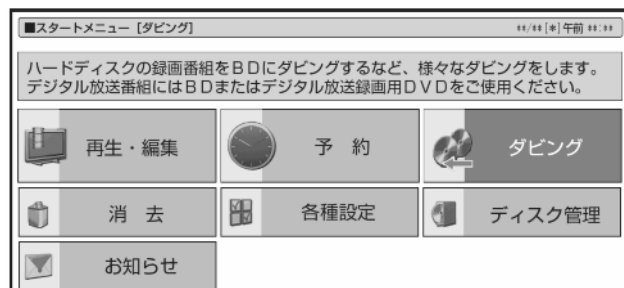 ■スタートメニュー [ダビング]
**/**[*]午前 **:**
ハードディスクの録画番組をBDにダビングするなど、様々なダビングをします。
デジタル放送番組にはBDまたはデジタル放送録画用DVDをご使用ください。
再生・編集
予 約
ダビング
消 去
各種設定
ディスク管理
お知らせ